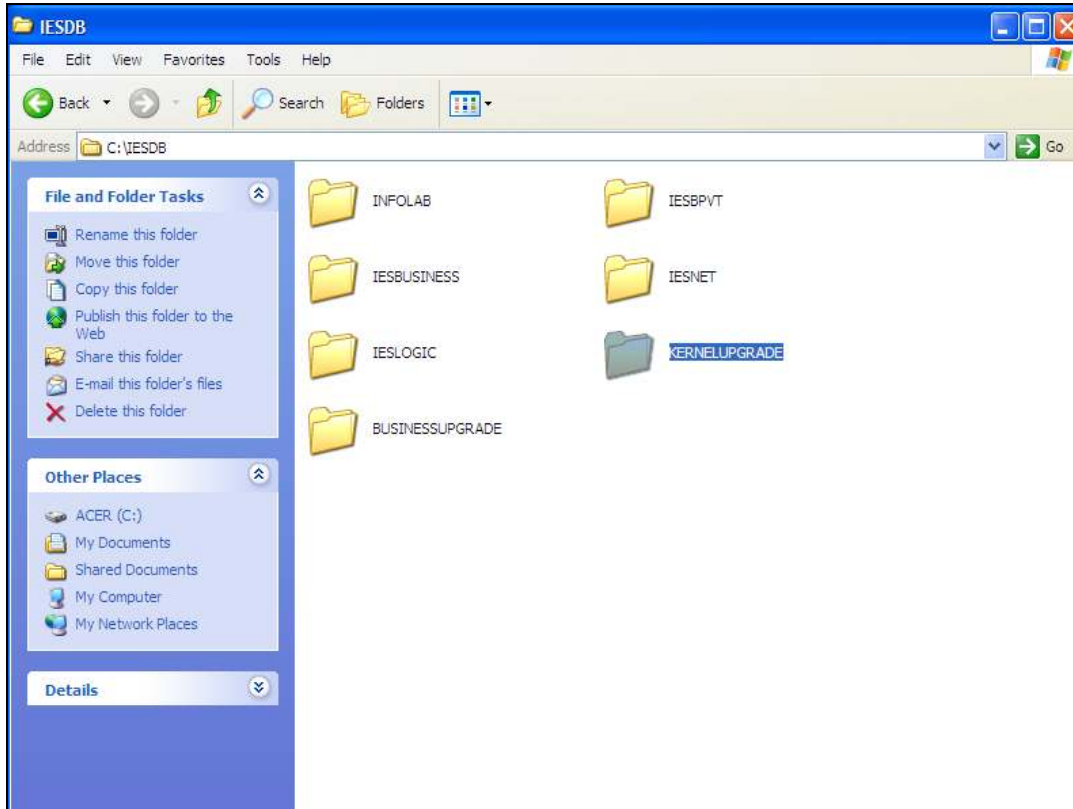 IESDB
File Edit View Favorites Tools Help
Back Search Folders
Address C:\IESDB Go
File and Folder Tasks
Rename this folder
Move this folder
Copy this folder
Publish this folder to the
Web
Share this folder
E-mail this folder's files
Delete this folder
Other Places
ACER (C:)
My Documents
Shared Documents
My Computer
My Network Places
Details
INFOLAB IESBPVT
IESBUSINESS IESNET
IESLOGIC KERNELUPGRADE
BUSINESSUPGRADE